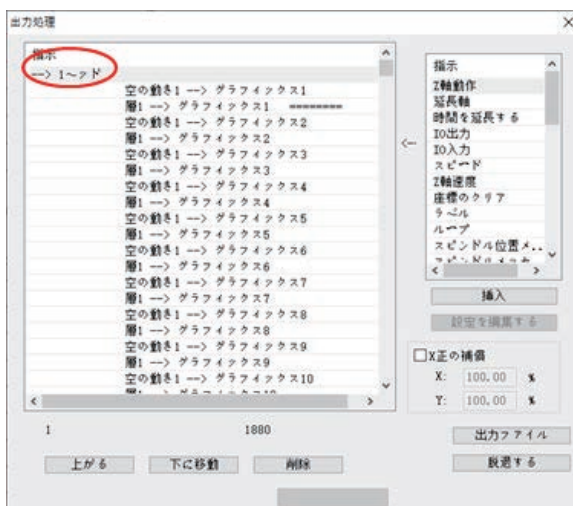 出力処理
指示
--> 1～ッド
空の動き1 --> グラフィックス1
層1 --> グラフィックス1 ========
空の動き1 --> グラフィックス2
層1 --> グラフィックス2
空の動き1 --> グラフィックス3
層1 --> グラフィックス3
空の動き1 --> グラフィックス4
層1 --> グラフィックス4
空の動き1 --> グラフィックス5
層1 --> グラフィックス5
空の動き1 --> グラフィックス6
層1 --> グラフィックス6
空の動き1 --> グラフィックス7
層1 --> グラフィックス7
空の動き1 --> グラフィックス8
層1 --> グラフィックス8
空の動き1 --> グラフィックス9
層1 --> グラフィックス9
空の動き1 --> グラフィックス10
1
1880
上がる
下に移動
削除
<--
指示
Z軸動作
延長軸
時間を延長する
IO出力
IO入力
スピード
Z軸速度
座標のクリア
ラベル
ループ
スピンドル位置メ..
挿入
設定を編集する
X正の補償
X: 100.00 %
Y: 100.00 %
出力ファイル
脱退する